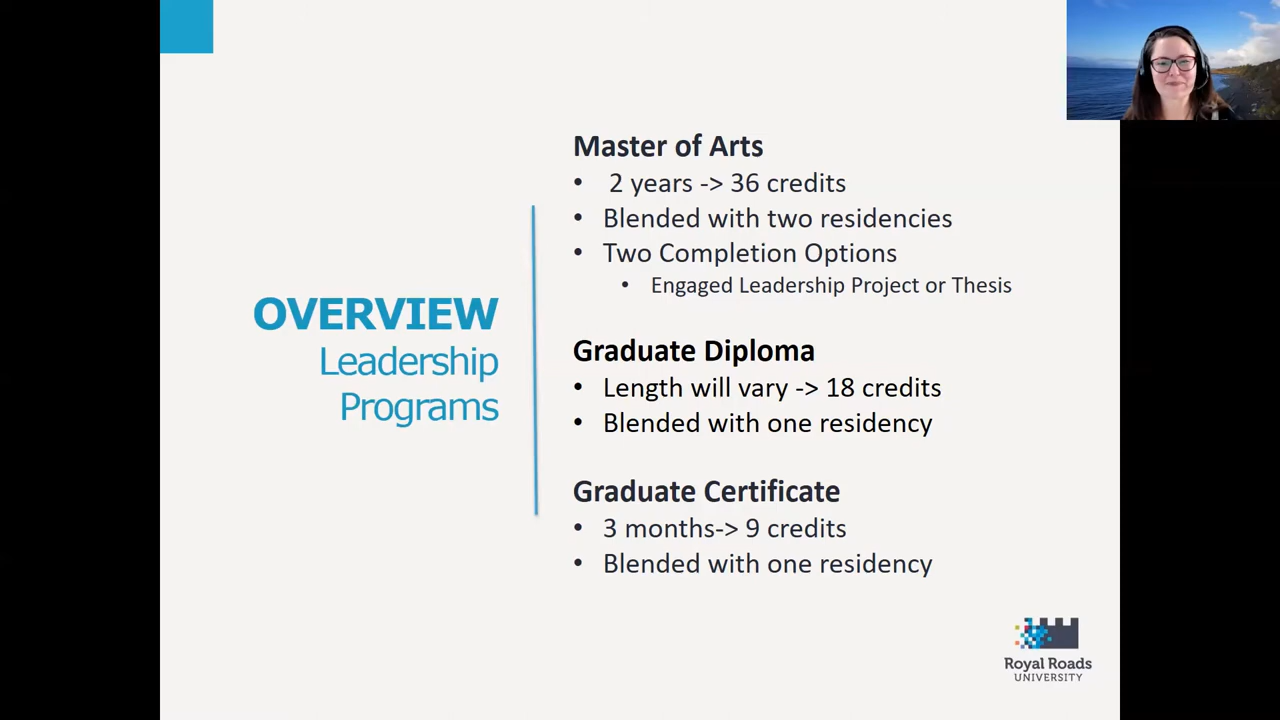 OVERVIEW
Leadership
Programs
Master of Arts
• 2 years -> 36 credits
• Blended with two residencies
• Two Completion Options
• Engaged Leadership Project or Thesis
Graduate Diploma
• Length will vary -> 18 credits
• Blended with one residency
Graduate Certificate
• 3 months-> 9 credits
• Blended with one residency
Royal Roads
UNIVERSITY